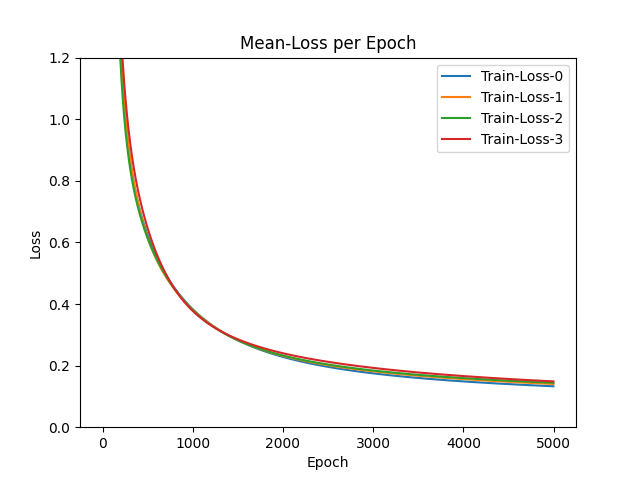 Mean-Loss per Epoch
1.2
1.0
0.8
0.6
0.4
0.2
0.0
Loss
Train-Loss-0
Train-Loss-1
Train-Loss-2
Train-Loss-3
0 1000 2000 3000 4000 5000
Epoch